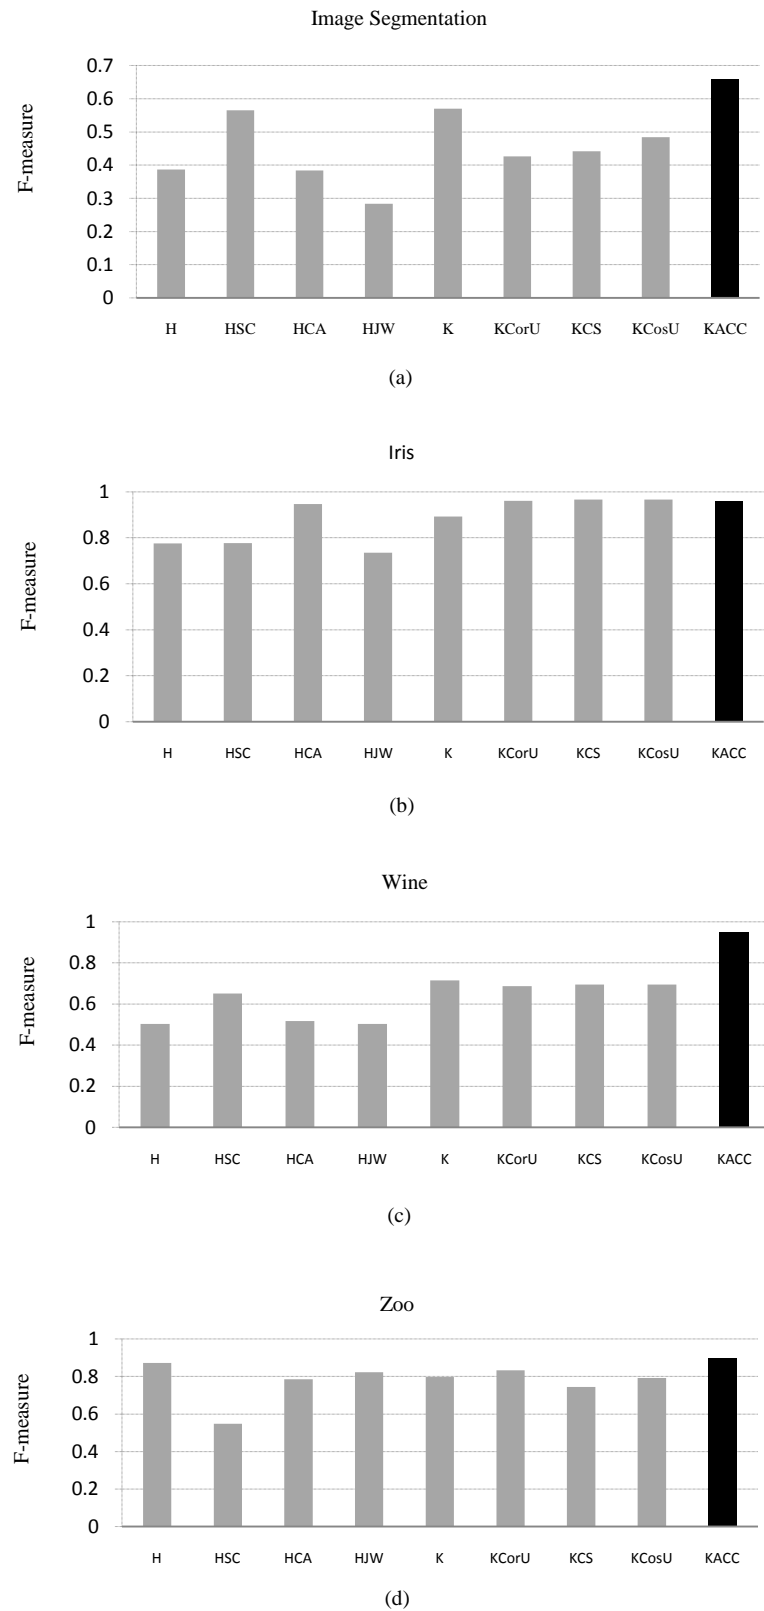 Image Segmentation
F-measure
0.7
0.6
0.5
0.4
0.3
0.2
0.1
0
H HSC HCA HJW K KCorU KCS KCosU KACC
(a)
Iris
F-measure
1
0.8
0.6
0.4
0.2
0
H HSC HCA HJW K KCorU KCS KCosU KACC
(b)
Wine
F-measure
1
0.8
0.6
0.4
0.2
0
H HSC HCA HJW K KCorU KCS KCosU KACC
(c)
Zoo
F-measure
1
0.8
0.6
0.4
0.2
0
H HSC HCA HJW K KCorU KCS KCosU KACC
(d)